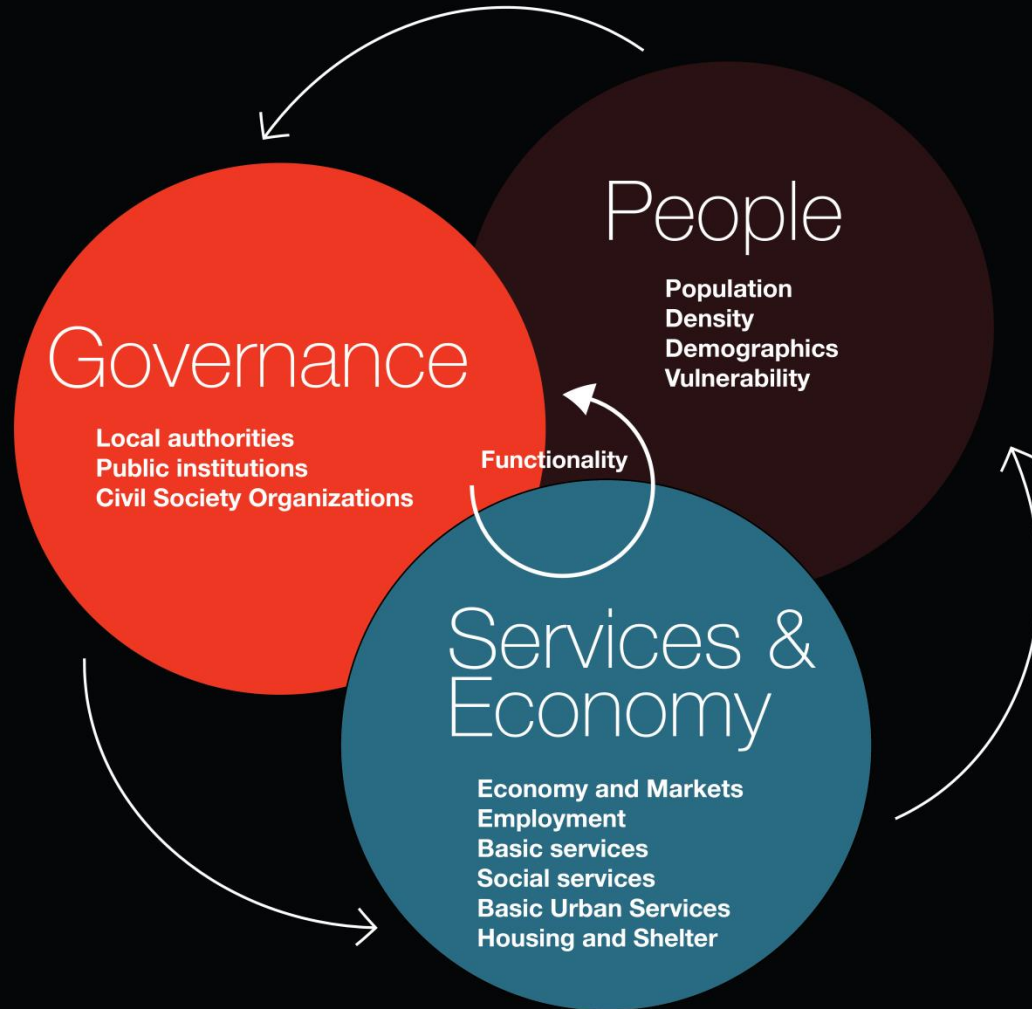 People
Population
Density
Demographics
Vulnerability
Governance
Local authorities
Public institutions
Civil Society Organizations
Functionality
Services &
Economy
Economy and Markets
Employment
Basic services
Social services
Basic Urban Services
Housing and Shelter